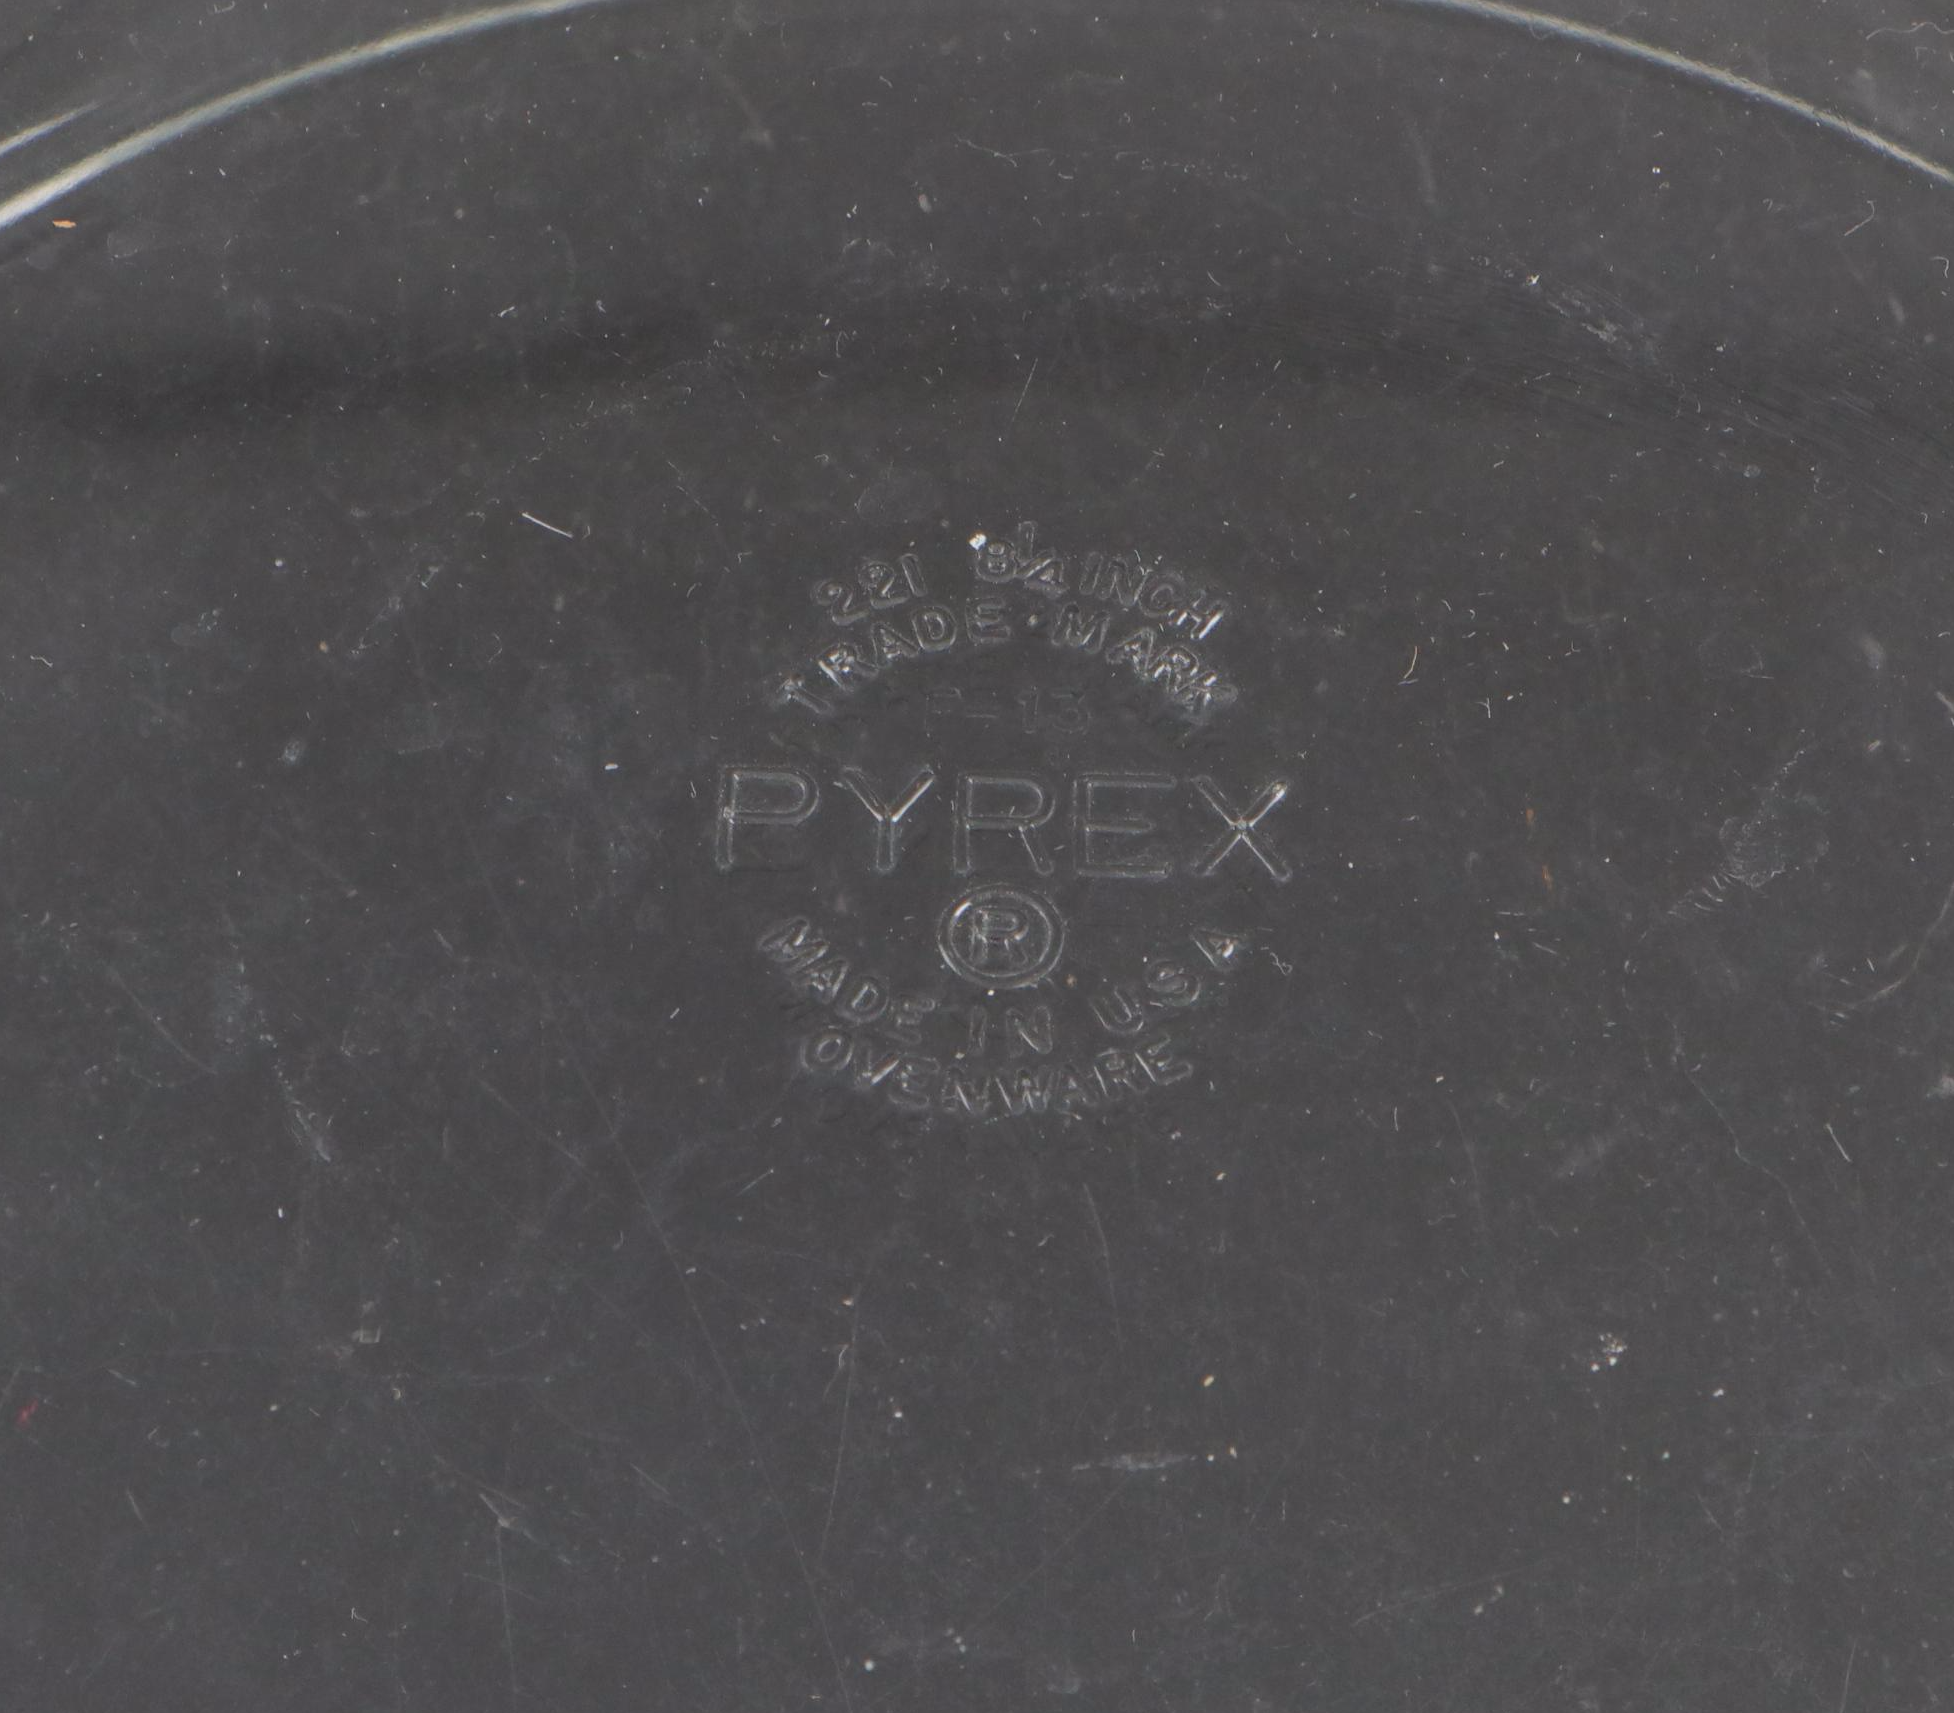 221 8¼ INCH
TRADE·MARK
F-13
PYREX
®
MADE IN U.S.A
OVENWARE